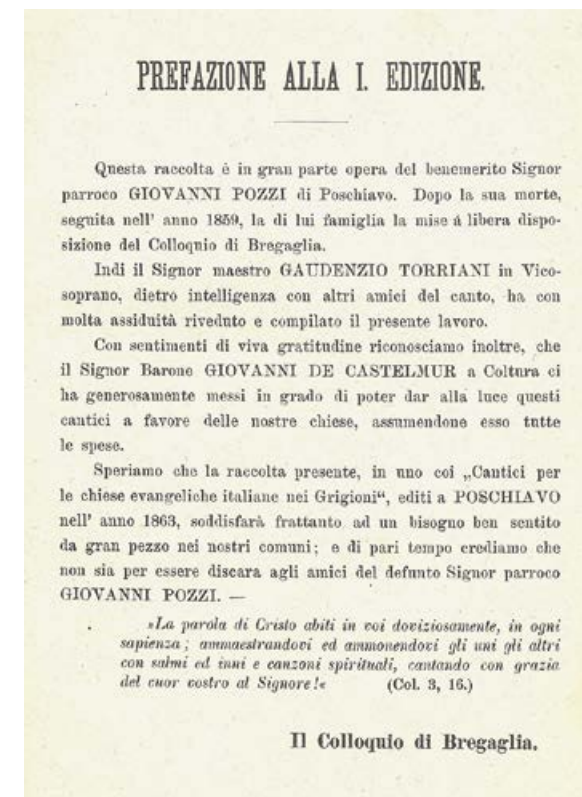 PREFAZIONE ALLA I. EDIZIONE.
Questa raccolta è in gran parte opera del benemerito Signor
parroco GIOVANNI POZZI di Poschiavo. Dopo la sua morte,
seguita nell' anno 1859, la di lui famiglia la mise á libera dispo-
sizione del Colloquio di Bregaglia.
Indi il Signor maestro GAUDENZIO TORRIANI in Vico-
soprano, dietro intelligenza con altri amici del canto, ha con
molta assiduità riveduto e compilato il presente lavoro.
Con sentimenti di viva gratitudine riconosciamo inoltre, che
il Signor Barone GIOVANNI DE CASTELMUR a Coltura ci
ha generosamente messi in grado di poter dar alla luce questi
cantici a favore delle nostre chiese, assumendone esso tutte
le spese.
Speriamo che la raccolta presente, in uno coi „Cantici per
le chiese evangeliche italiane nei Grigioni“, editi a POSCHIAVO
nell' anno 1863, soddisfarà frattanto ad un bisogno ben sentito
da gran pezzo nei nostri comuni; e di pari tempo crediamo che
non sia per essere discara agli amici del defunto Signor parroco
GIOVANNI POZZI. —
»La parola di Cristo abiti in voi doviziosamente, in ogni
sapienza; ammaestrandovi ed ammonendovi gli uni gli altri
con salmi ed inni e canzoni spirituali, cantando con grazia
del cuor vostro al Signore!« (Col. 3, 16.)
Il Colloquio di Bregaglia.